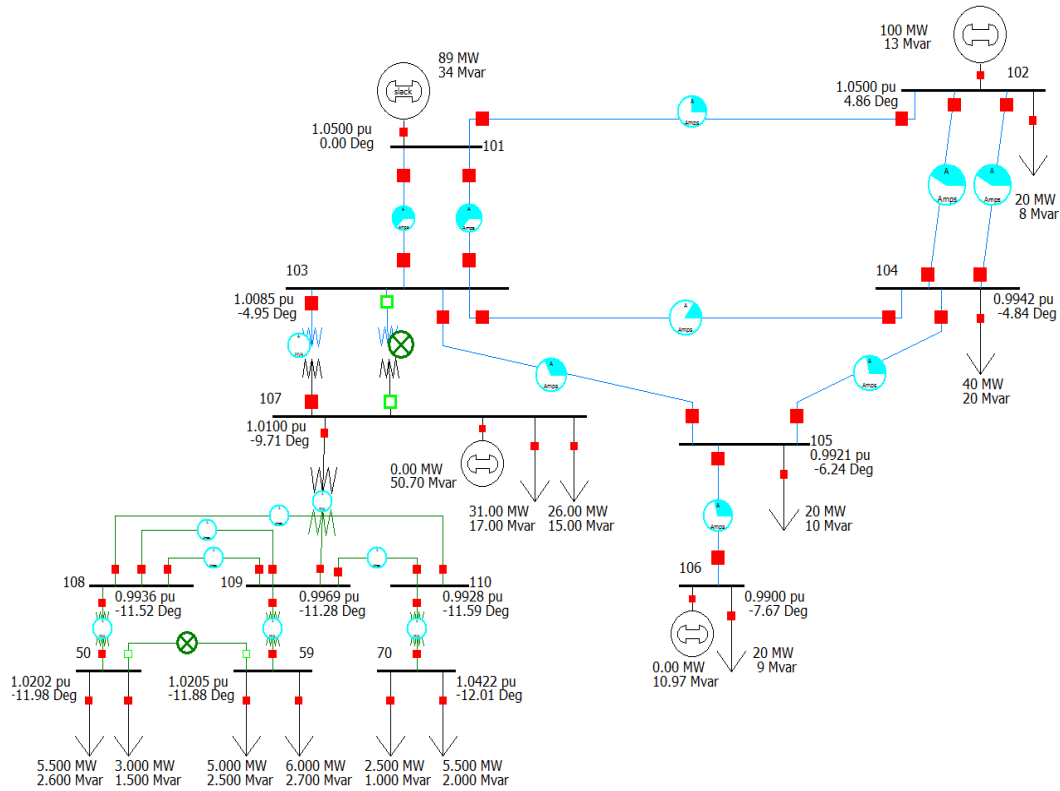 100 MW
13 Mvar
102
1.0500 pu
4.86 Deg
89 MW
34 Mvar
slack
1.0500 pu
0.00 Deg
101
A
Amps
A
Amps
A
Amps
20 MW
8 Mvar
A
Amps
A
Amps
103
1.0085 pu
-4.95 Deg
104
0.9942 pu
-4.84 Deg
A
Amps
A
MVA
A
Amps
A
Amps
40 MW
20 Mvar
107
1.0100 pu
-9.71 Deg
105
0.9921 pu
-6.24 Deg
0.00 MW
50.70 Mvar
31.00 MW
17.00 Mvar
26.00 MW
15.00 Mvar
20 MW
10 Mvar
A
Amps
108
0.9936 pu
-11.52 Deg
109
0.9969 pu
-11.28 Deg
110
0.9928 pu
-11.59 Deg
106
0.9900 pu
-7.67 Deg
50
1.0202 pu
-11.98 Deg
59
1.0205 pu
-11.88 Deg
70
1.0422 pu
-12.01 Deg
0.00 MW
10.97 Mvar
20 MW
9 Mvar
5.500 MW
2.600 Mvar
3.000 MW
1.500 Mvar
5.000 MW
2.500 Mvar
6.000 MW
2.700 Mvar
2.500 MW
1.000 Mvar
5.500 MW
2.000 Mvar